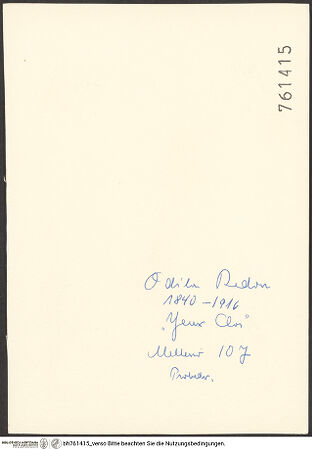 761415
Odilon Redon
1840-1916
"Yeux Clos"
Mellerio 107
bh761415_verso Bitte beachten Sie die Nutzungsbedingungen.